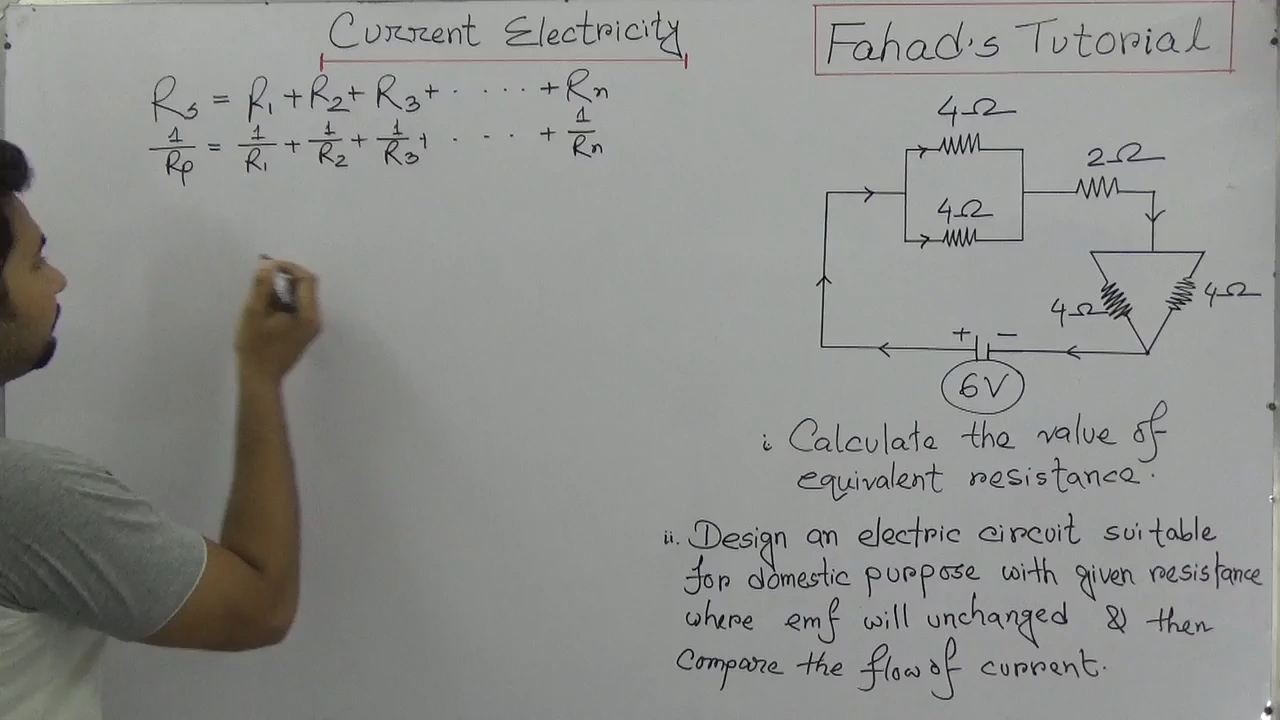 Current Electricity
Fahad's Tutorial
Rs = R1 + R2 + R3 + . . . . . + Rn
1/Rp = 1/R1 + 1/R2 + 1/R3 + . . . . + 1/Rn
4Ω
2Ω
4Ω
4Ω
4Ω
+ −
6V
i. Calculate the value of
equivalent resistance.
ii. Design an electric circuit suitable
for domestic purpose with given resistance
where emf will unchanged & then
compare the flow of current.